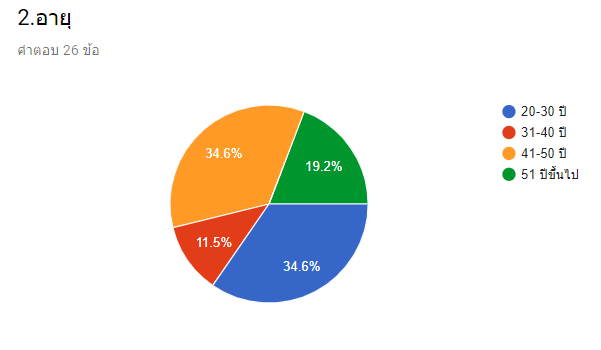 2.อายุ
คำตอบ 26 ข้อ
20-30 ปี
31-40 ปี
41-50 ปี
51 ปีขึ้นไป
34.6%
19.2%
11.5%
34.6%